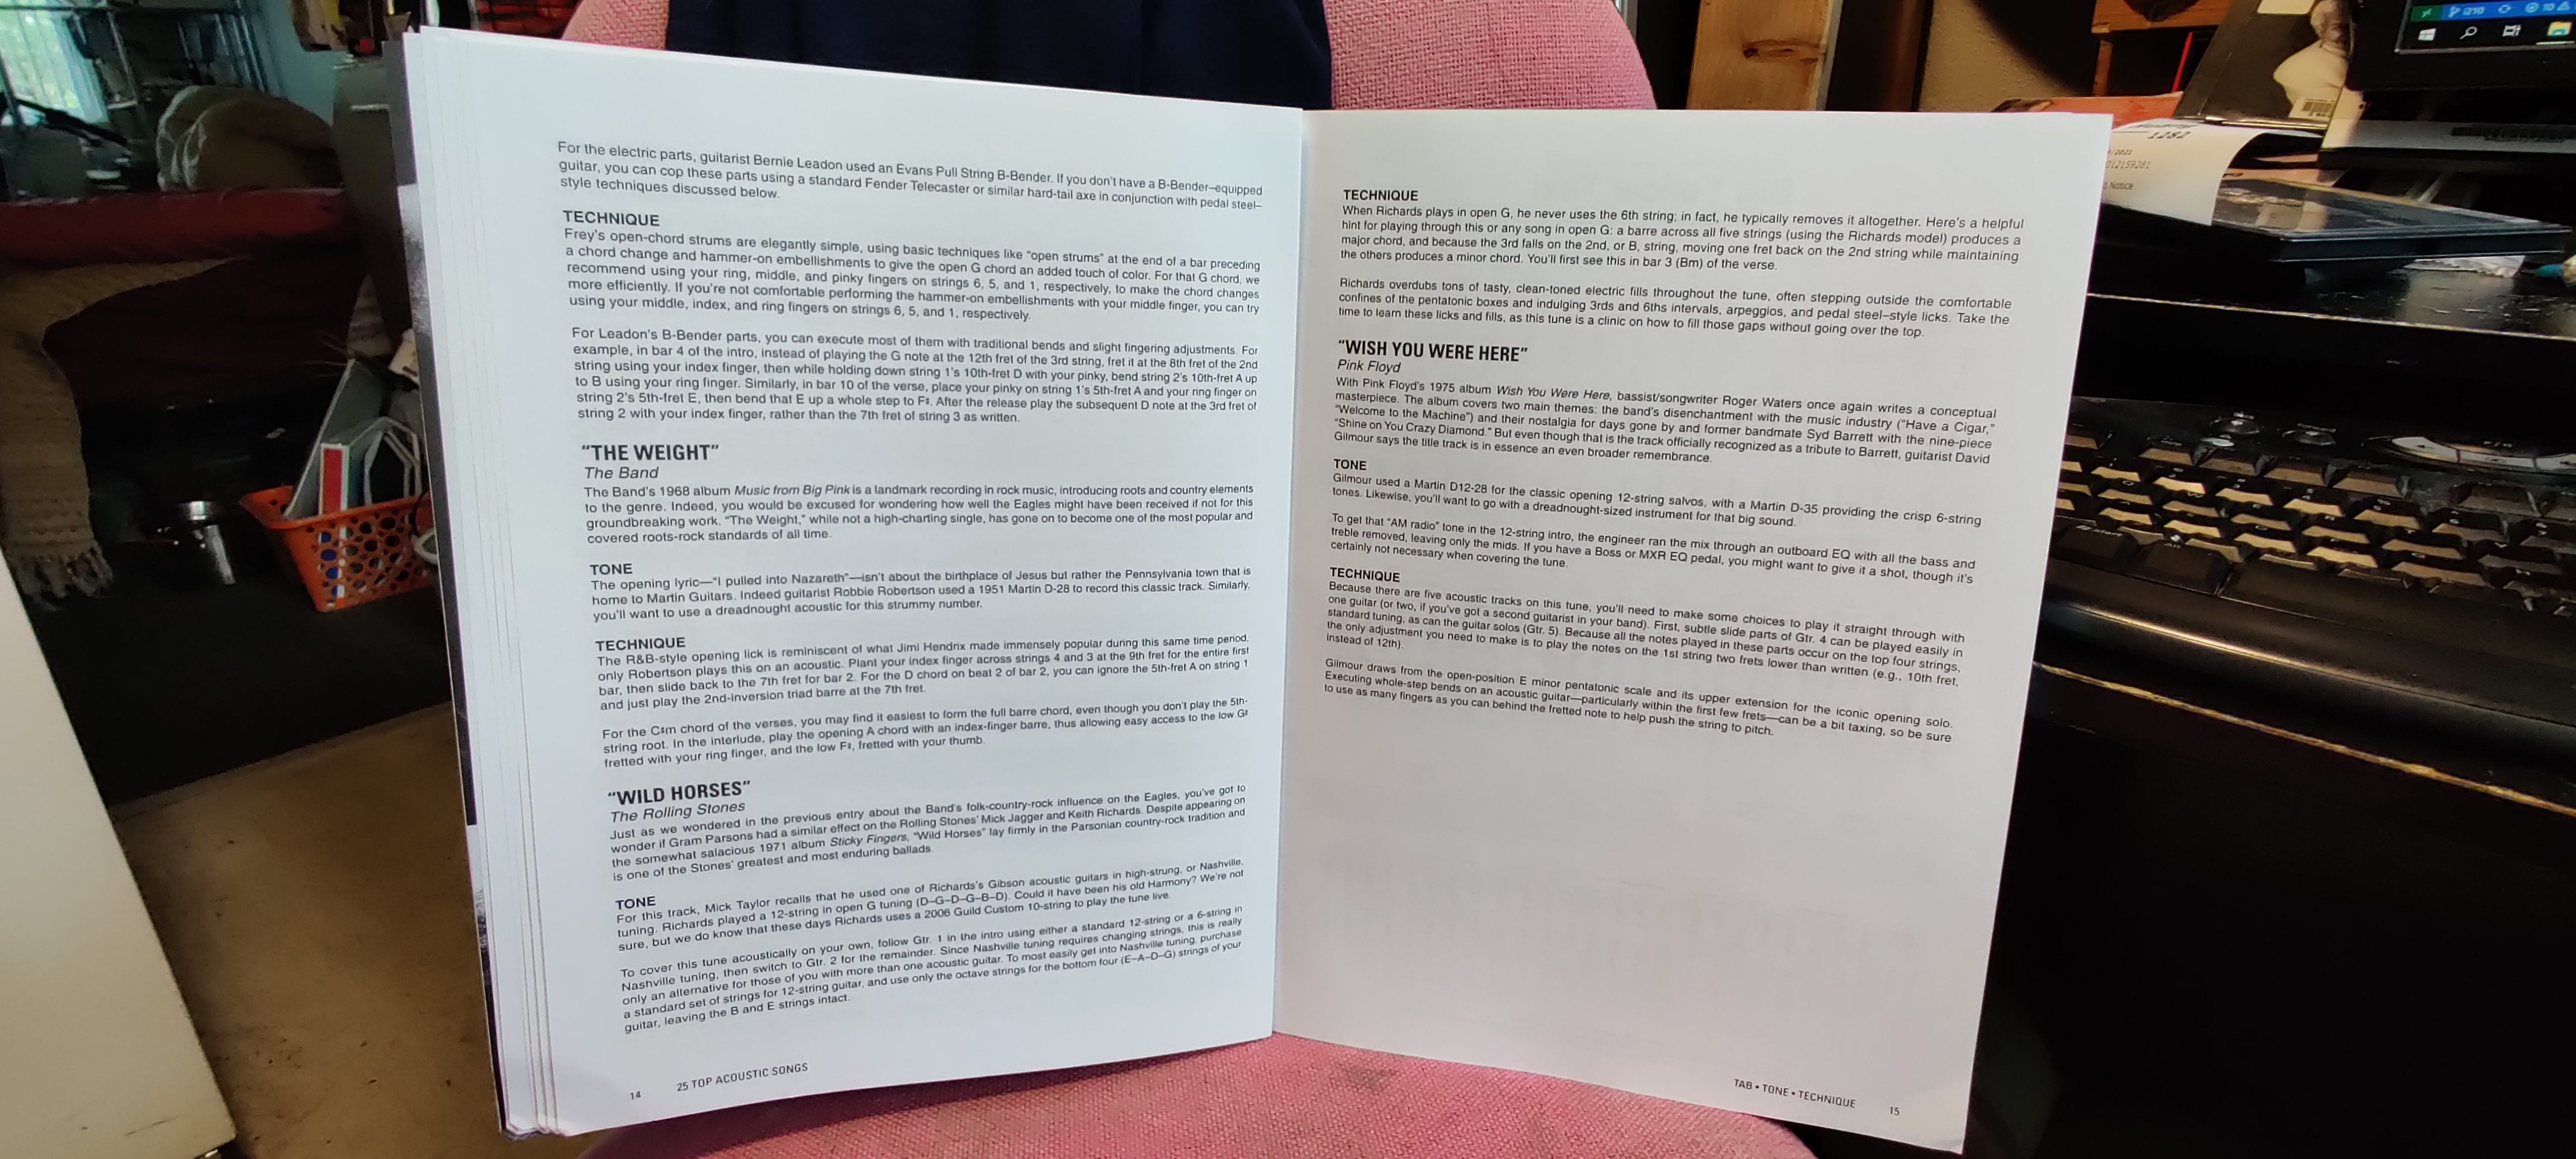 For the electric parts, guitarist Bernie Leadon used an Evans Pull String B-Bender. If you don't have a B-Bender–equipped
guitar, you can cop these parts using a standard Fender Telecaster or similar hard-tail axe in conjunction with pedal steel–
style techniques discussed below.
TECHNIQUE
Frey's open-chord strums are elegantly simple, using basic techniques like "open strums" at the end of a bar preceding
a chord change and hammer-on embellishments to give the open G chord an added touch of color. For that G chord, we
recommend using your ring, middle, and pinky fingers on strings 6, 5, and 1, respectively, to make the chord changes
more efficiently. If you're not comfortable performing the hammer-on embellishments with your middle finger, you can try
using your middle, index, and ring fingers on strings 6, 5, and 1, respectively.
For Leadon's B-Bender parts, you can execute most of them with traditional bends and slight fingering adjustments. For
example, in bar 4 of the intro, instead of playing the G note at the 12th fret of the 3rd string, fret it at the 8th fret of the 2nd
string using your index finger, then while holding down string 1's 10th-fret D with your pinky, bend string 2's 10th-fret A up
to B using your ring finger. Similarly, in bar 10 of the verse, place your pinky on string 1's 5th-fret A and your ring finger on
string 2's 5th-fret E, then bend that E up a whole step to F♯. After the release play the subsequent D note at the 3rd fret of
string 2 with your index finger, rather than the 7th fret of string 3 as written.
"THE WEIGHT"
The Band
The Band's 1968 album Music from Big Pink is a landmark recording in rock music, introducing roots and country elements
to the genre. Indeed, you would be excused for wondering how well the Eagles might have been received if not for this
groundbreaking work. "The Weight," while not a high-charting single, has gone on to become one of the most popular and
covered roots-rock standards of all time.
TONE
The opening lyric—"I pulled into Nazareth"—isn't about the birthplace of Jesus but rather the Pennsylvania town that is
home to Martin Guitars. Indeed guitarist Robbie Robertson used a 1951 Martin D-28 to record this classic track. Similarly,
you'll want to use a dreadnought acoustic for this strummy number.
TECHNIQUE
The R&B-style opening lick is reminiscent of what Jimi Hendrix made immensely popular during this same time period,
only Robertson plays this on an acoustic. Plant your index finger across strings 4 and 3 at the 9th fret for the entire first
bar, then slide back to the 7th fret for bar 2. For the D chord on beat 2 of bar 2, you can ignore the 5th-fret A on string 1
and just play the 2nd-inversion triad barre at the 7th fret.
For the C♯m chord of the verses, you may find it easiest to form the full barre chord, even though you don't play the 5th-
string root. In the interlude, play the opening A chord with an index-finger barre, thus allowing easy access to the low G♯
fretted with your ring finger, and the low F♯, fretted with your thumb.
"WILD HORSES"
The Rolling Stones
Just as we wondered in the previous entry about the Band's folk-country-rock influence on the Eagles, you've got to
wonder if Gram Parsons had a similar effect on the Rolling Stones' Mick Jagger and Keith Richards. Despite appearing on
the somewhat salacious 1971 album Sticky Fingers, "Wild Horses" lay firmly in the Parsonian country-rock tradition and
is one of the Stones' greatest and most enduring ballads.
TONE
For this track, Mick Taylor recalls that he used one of Richards's Gibson acoustic guitars in high-strung, or Nashville,
tuning. Richards played a 12-string in open G tuning (D–G–D–G–B–D). Could it have been his old Harmony? We're not
sure, but we do know that these days Richards uses a 2006 Guild Custom 10-string to play the tune live.
To cover this tune acoustically on your own, follow Gtr. 1 in the intro using either a standard 12-string or a 6-string in
Nashville tuning, then switch to Gtr. 2 for the remainder. Since Nashville tuning requires changing strings, this is really
only an alternative for those of you with more than one acoustic guitar. To most easily get into Nashville tuning, purchase
a standard set of strings for 12-string guitar, and use only the octave strings for the bottom four (E–A–D–G) strings of your
guitar, leaving the B and E strings intact.
14 25 TOP ACOUSTIC SONGS
TECHNIQUE
When Richards plays in open G, he never uses the 6th string; in fact, he typically removes it altogether. Here's a helpful
hint for playing through this or any song in open G: a barre across all five strings (using the Richards model) produces a
major chord, and because the 3rd falls on the 2nd, or B, string, moving one fret back on the 2nd string while maintaining
the others produces a minor chord. You'll first see this in bar 3 (Bm) of the verse.
Richards overdubs tons of tasty, clean-toned electric fills throughout the tune, often stepping outside the comfortable
confines of the pentatonic boxes and indulging 3rds and 6ths intervals, arpeggios, and pedal steel–style licks. Take the
time to learn these licks and fills, as this tune is a clinic on how to fill those gaps without going over the top.
"WISH YOU WERE HERE"
Pink Floyd
With Pink Floyd's 1975 album Wish You Were Here, bassist/songwriter Roger Waters once again writes a conceptual
masterpiece. The album covers two main themes: the band's disenchantment with the music industry ("Have a Cigar,"
"Welcome to the Machine") and their nostalgia for days gone by and former bandmate Syd Barrett with the nine-piece
"Shine on You Crazy Diamond." But even though that is the track officially recognized as a tribute to Barrett, guitarist David
Gilmour says the title track is in essence an even broader remembrance.
TONE
Gilmour used a Martin D12-28 for the classic opening 12-string salvos, with a Martin D-35 providing the crisp 6-string
tones. Likewise, you'll want to go with a dreadnought-sized instrument for that big sound.
To get that "AM radio" tone in the 12-string intro, the engineer ran the mix through an outboard EQ with all the bass and
treble removed, leaving only the mids. If you have a Boss or MXR EQ pedal, you might want to give it a shot, though it's
certainly not necessary when covering the tune.
TECHNIQUE
Because there are five acoustic tracks on this tune, you'll need to make some choices to play it straight through with
one guitar (or two, if you've got a second guitarist in your band). First, subtle slide parts of Gtr. 4 can be played easily in
standard tuning, as can the guitar solos (Gtr. 5). Because all the notes played in these parts occur on the top four strings,
the only adjustment you need to make is to play the notes on the 1st string two frets lower than written (e.g., 10th fret,
instead of 12th).
Gilmour draws from the open-position E minor pentatonic scale and its upper extension for the iconic opening solo.
Executing whole-step bends on an acoustic guitar—particularly within the first few frets—can be a bit taxing, so be sure
to use as many fingers as you can behind the fretted note to help push the string to pitch.
TAB • TONE • TECHNIQUE 15
1282
012159281
Notice